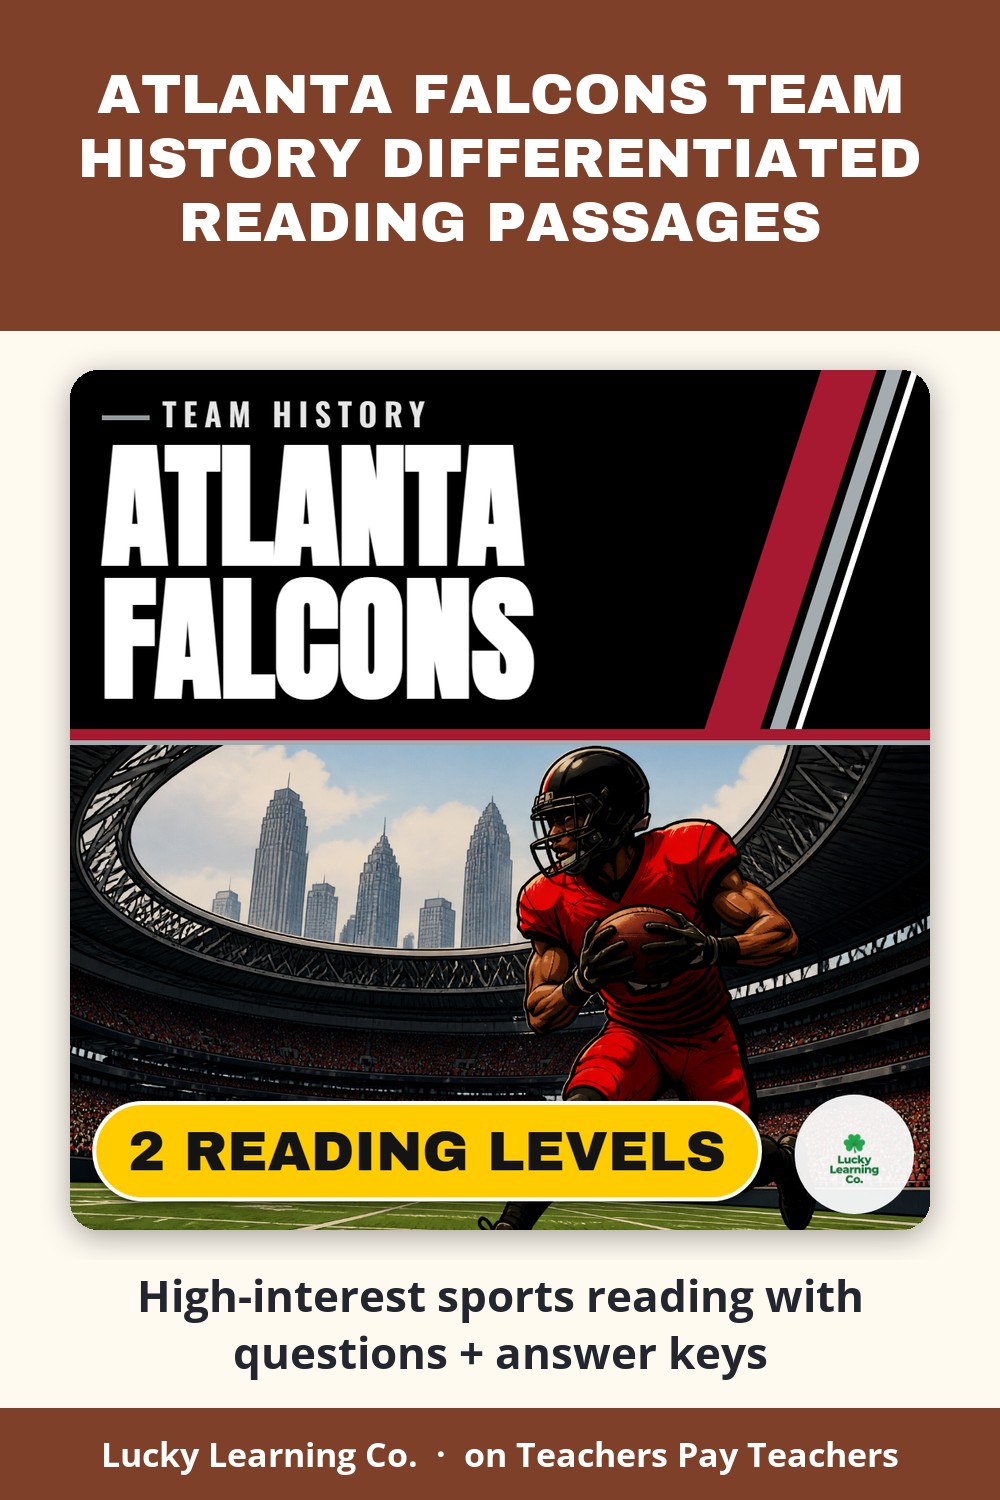 ATLANTA FALCONS TEAM
HISTORY DIFFERENTIATED
READING PASSAGES
TEAM HISTORY
ATLANTA
FALCONS
2 READING LEVELS
Lucky
Learning
Co.
High-interest sports reading with
questions + answer keys
Lucky Learning Co. · on Teachers Pay Teachers